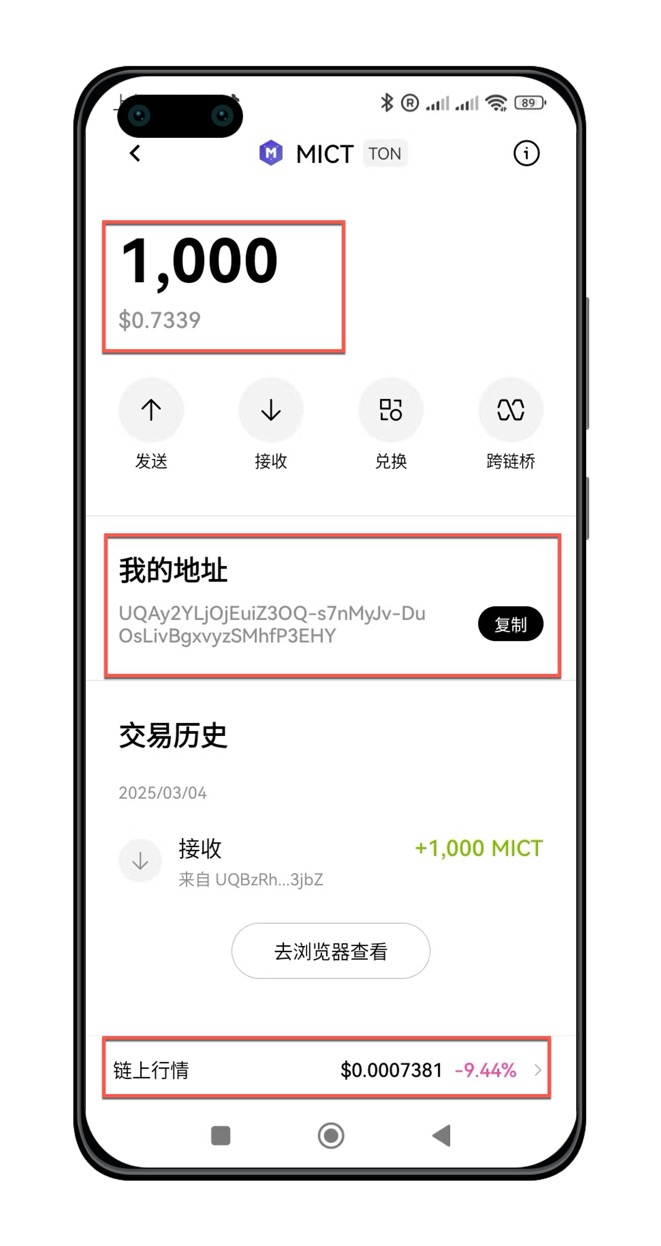 89
MICT TON
1,000
$0.7339
发送 接收 兑换 跨链桥
我的地址
UQAy2YLjOjEuiZ3OQ-s7nMyJv-Du
OsLivBgxvyzSMhfP3EHY
复制
交易历史
2025/03/04
接收 +1,000 MICT
来自 UQBzRh...3jbZ
去浏览器查看
链上行情 $0.0007381 -9.44%